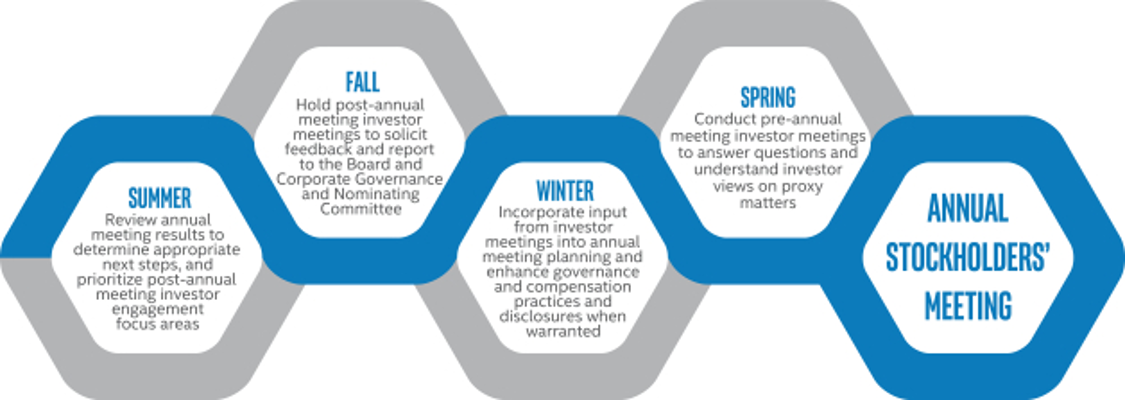 SUMMER
Review annual
meeting results to
determine appropriate
next steps, and
prioritize post-annual
meeting investor
engagement
focus areas
FALL
Hold post-annual
meeting investor
meetings to solicit
feedback and report
to the Board and
Corporate Governance
and Nominating
Committee
WINTER
Incorporate input
from investor
meetings into annual
meeting planning and
enhance governance
and compensation
practices and
disclosures when
warranted
SPRING
Conduct pre-annual
meeting investor meetings
to answer questions and
understand investor
views on proxy
matters
ANNUAL
STOCKHOLDERS’
MEETING